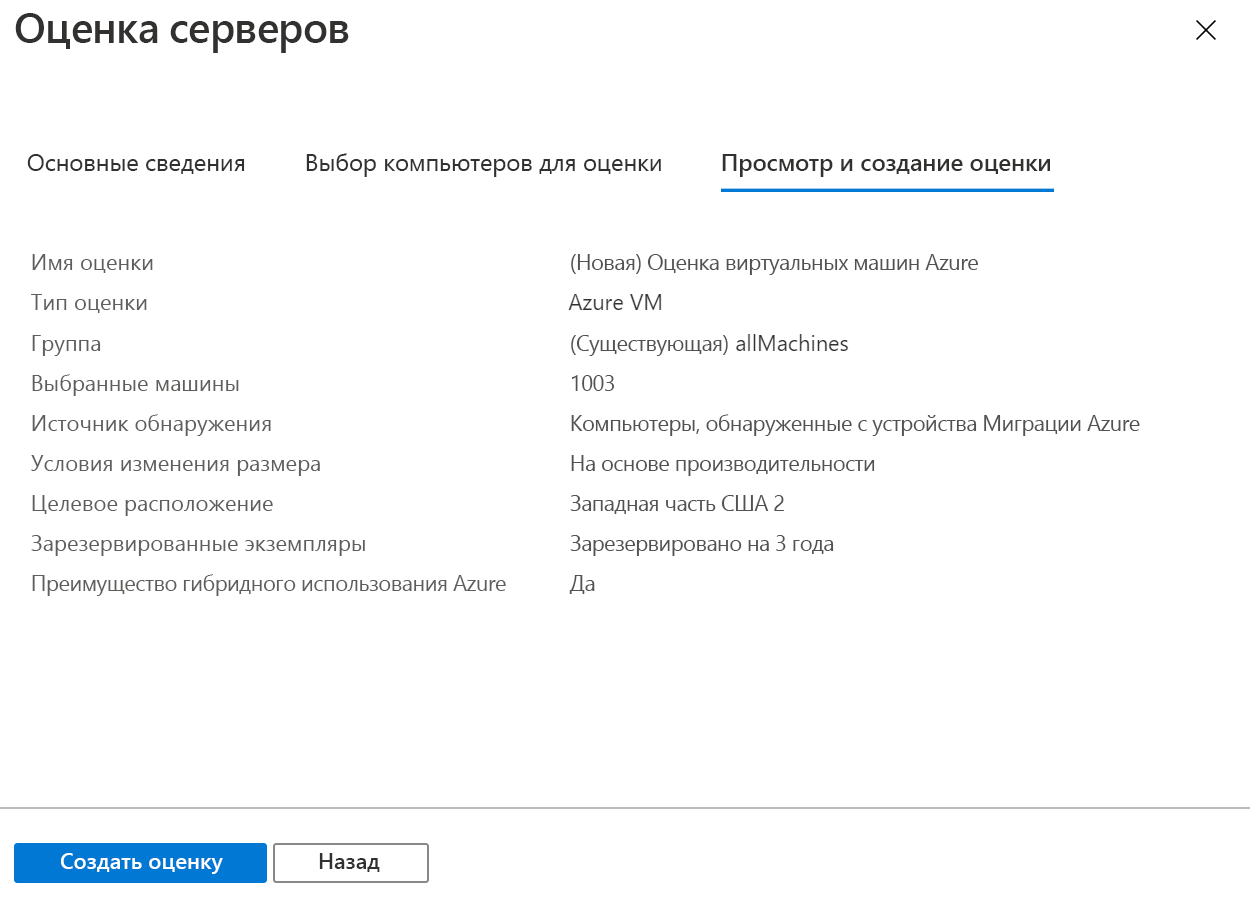 Оценка серверов
Основные сведения Выбор компьютеров для оценки Просмотр и создание оценки
Имя оценки (Новая) Оценка виртуальных машин Azure
Тип оценки Azure VM
Группа (Существующая) allMachines
Выбранные машины 1003
Источник обнаружения Компьютеры, обнаруженные с устройства Миграции Azure
Условия изменения размера На основе производительности
Целевое расположение Западная часть США 2
Зарезервированные экземпляры Зарезервировано на 3 года
Преимущество гибридного использования Azure Да
Создать оценку Назад